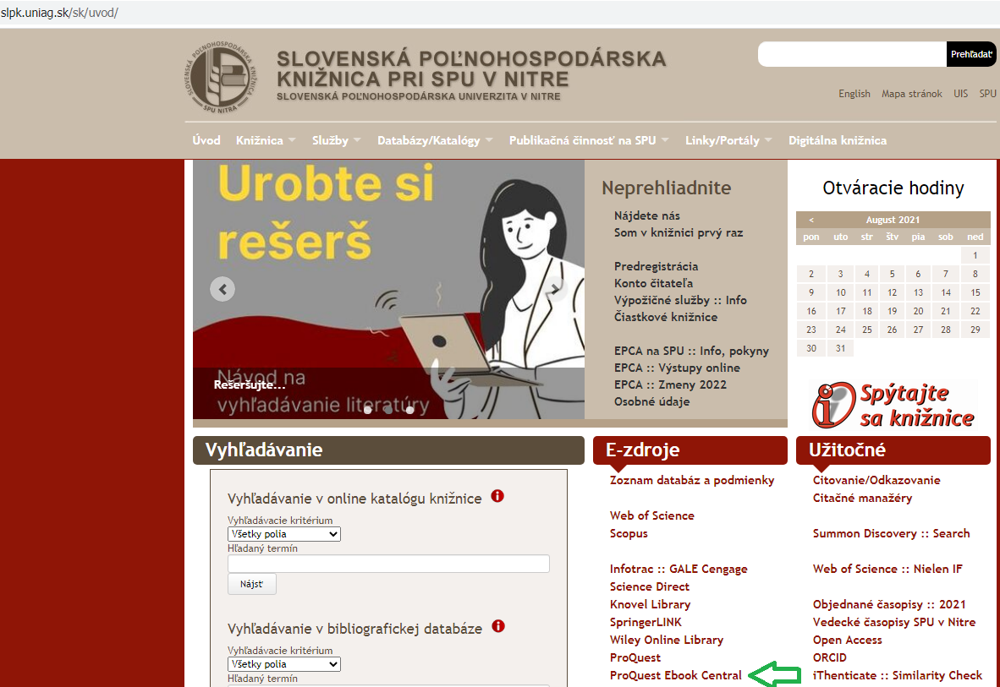 slpk.uniag.sk/sk/uvod/
SLOVENSKÁ POĽNOHOSPODÁRSKA
KNIŽNICA PRI SPU V NITRE
SLOVENSKÁ POĽNOHOSPODÁRSKA UNIVERZITA V NITRE
SLOVENSKÁ POĽNOHOSPODÁRSKA KNIŽNICA
SPU NITRA
Prehľadať
English Mapa stránok UIS SPU
Úvod Knižnica Služby Databázy/Katalógy Publikačná činnosť na SPU Linky/Portály Digitálna knižnica
Urobte si
rešerš
Návod na
Rešeršujte...
vyhľadávanie literatúry
Neprehliadnite
Nájdete nás
Som v knižnici prvý raz
Predregistrácia
Konto čitateľa
Výpožičné služby :: Info
Čiastkové knižnice
EPCA na SPU :: Info, pokyny
EPCA :: Výstupy online
EPCA :: Zmeny 2022
Osobné údaje
Otváracie hodiny
< August 2021
pon uto str štv pia sob ned
1
2 3 4 5 6 7 8
9 10 11 12 13 14 15
16 17 18 19 20 21 22
23 24 25 26 27 28 29
30 31
i Spýtajte
sa knižnice
Vyhľadávanie
Vyhľadávanie v online katalógu knižnice i
Vyhľadávacie kritérium
Všetky polia
Hľadaný termín
Nájsť
Vyhľadávanie v bibliografickej databáze i
Vyhľadávacie kritérium
Všetky polia
Hľadaný termín
E-zdroje
Zoznam databáz a podmienky
Web of Science
Scopus
Infotrac :: GALE Cengage
Science Direct
Knovel Library
SpringerLINK
Wiley Online Library
ProQuest
ProQuest Ebook Central
Užitočné
Citovanie/Odkazovanie
Citačné manažéry
Summon Discovery :: Search
Web of Science :: Nielen IF
Objednané časopisy :: 2021
Vedecké časopisy SPU v Nitre
Open Access
ORCID
iThenticate :: Similarity Check